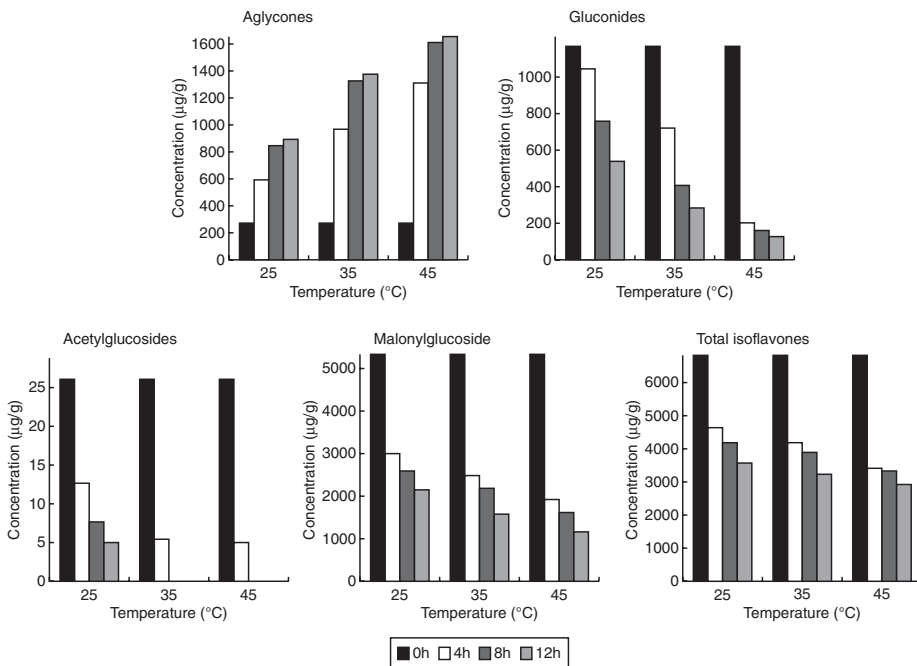 Aglycones
Concentration (µg/g)
1600
1400
1200
1000
800
600
400
200
0
25 35 45
Temperature (°C)
Gluconides
Concentration (µg/g)
1000
800
600
400
200
0
25 35 45
Temperature (°C)
Acetylglucosides
Concentration (µg/g)
25
20
15
10
5
0
25 35 45
Temperature (°C)
Malonylglucoside
Concentration (µg/g)
5000
4000
3000
2000
1000
0
25 35 45
Temperature (°C)
Total isoflavones
Concentration (µg/g)
6000
5000
4000
3000
2000
1000
0
25 35 45
Temperature (°C)
0h 4h 8h 12h